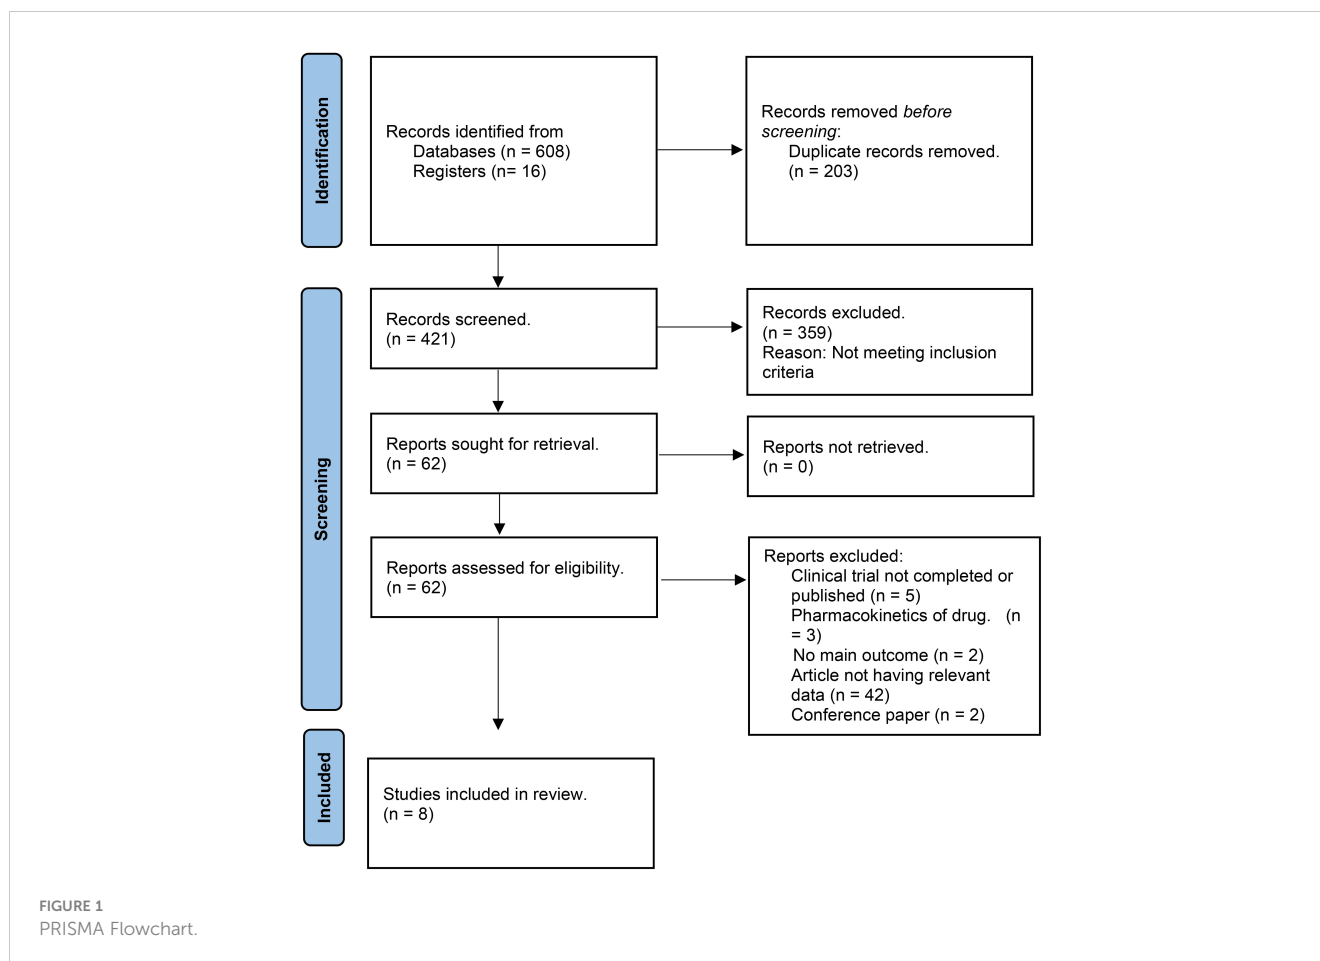 Identification
Records identified from
Databases (n = 608)
Registers (n= 16)
Records removed before
screening:
Duplicate records removed.
(n = 203)
Screening
Records screened.
(n = 421)
Records excluded.
(n = 359)
Reason: Not meeting inclusion
criteria
Reports sought for retrieval.
(n = 62)
Reports not retrieved.
(n = 0)
Reports assessed for eligibility.
(n = 62)
Reports excluded:
Clinical trial not completed or
published (n = 5)
Pharmacokinetics of drug. (n
= 3)
No main outcome (n = 2)
Article not having relevant
data (n = 42)
Conference paper (n = 2)
Included
Studies included in review.
(n = 8)
FIGURE 1
PRISMA Flowchart.